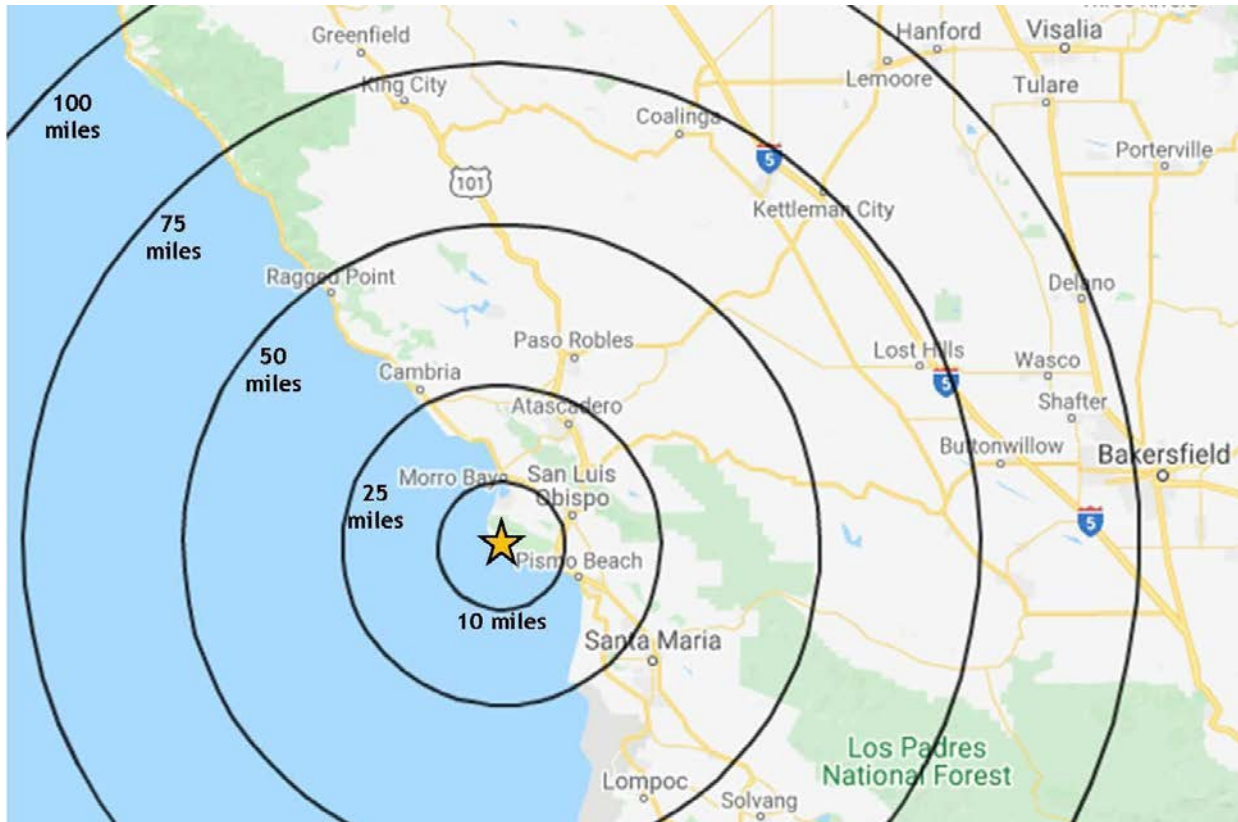 Hanford
Visalia
Greenfield
Lemoore
King City
Tulare
100
miles
Coalinga
Porterville
5
101
75
miles
Kettleman City
Ragged Point
Delano
Paso Robles
50
miles
Lost Hills
Wasco
Cambria
5
Atascadero
Shafter
Buttonwillow
Bakersfield
Morro Bay
San Luis
Obispo
25
miles
5
Pismo Beach
10 miles
Santa Maria
Los Padres
National Forest
Lompoc
Solvang